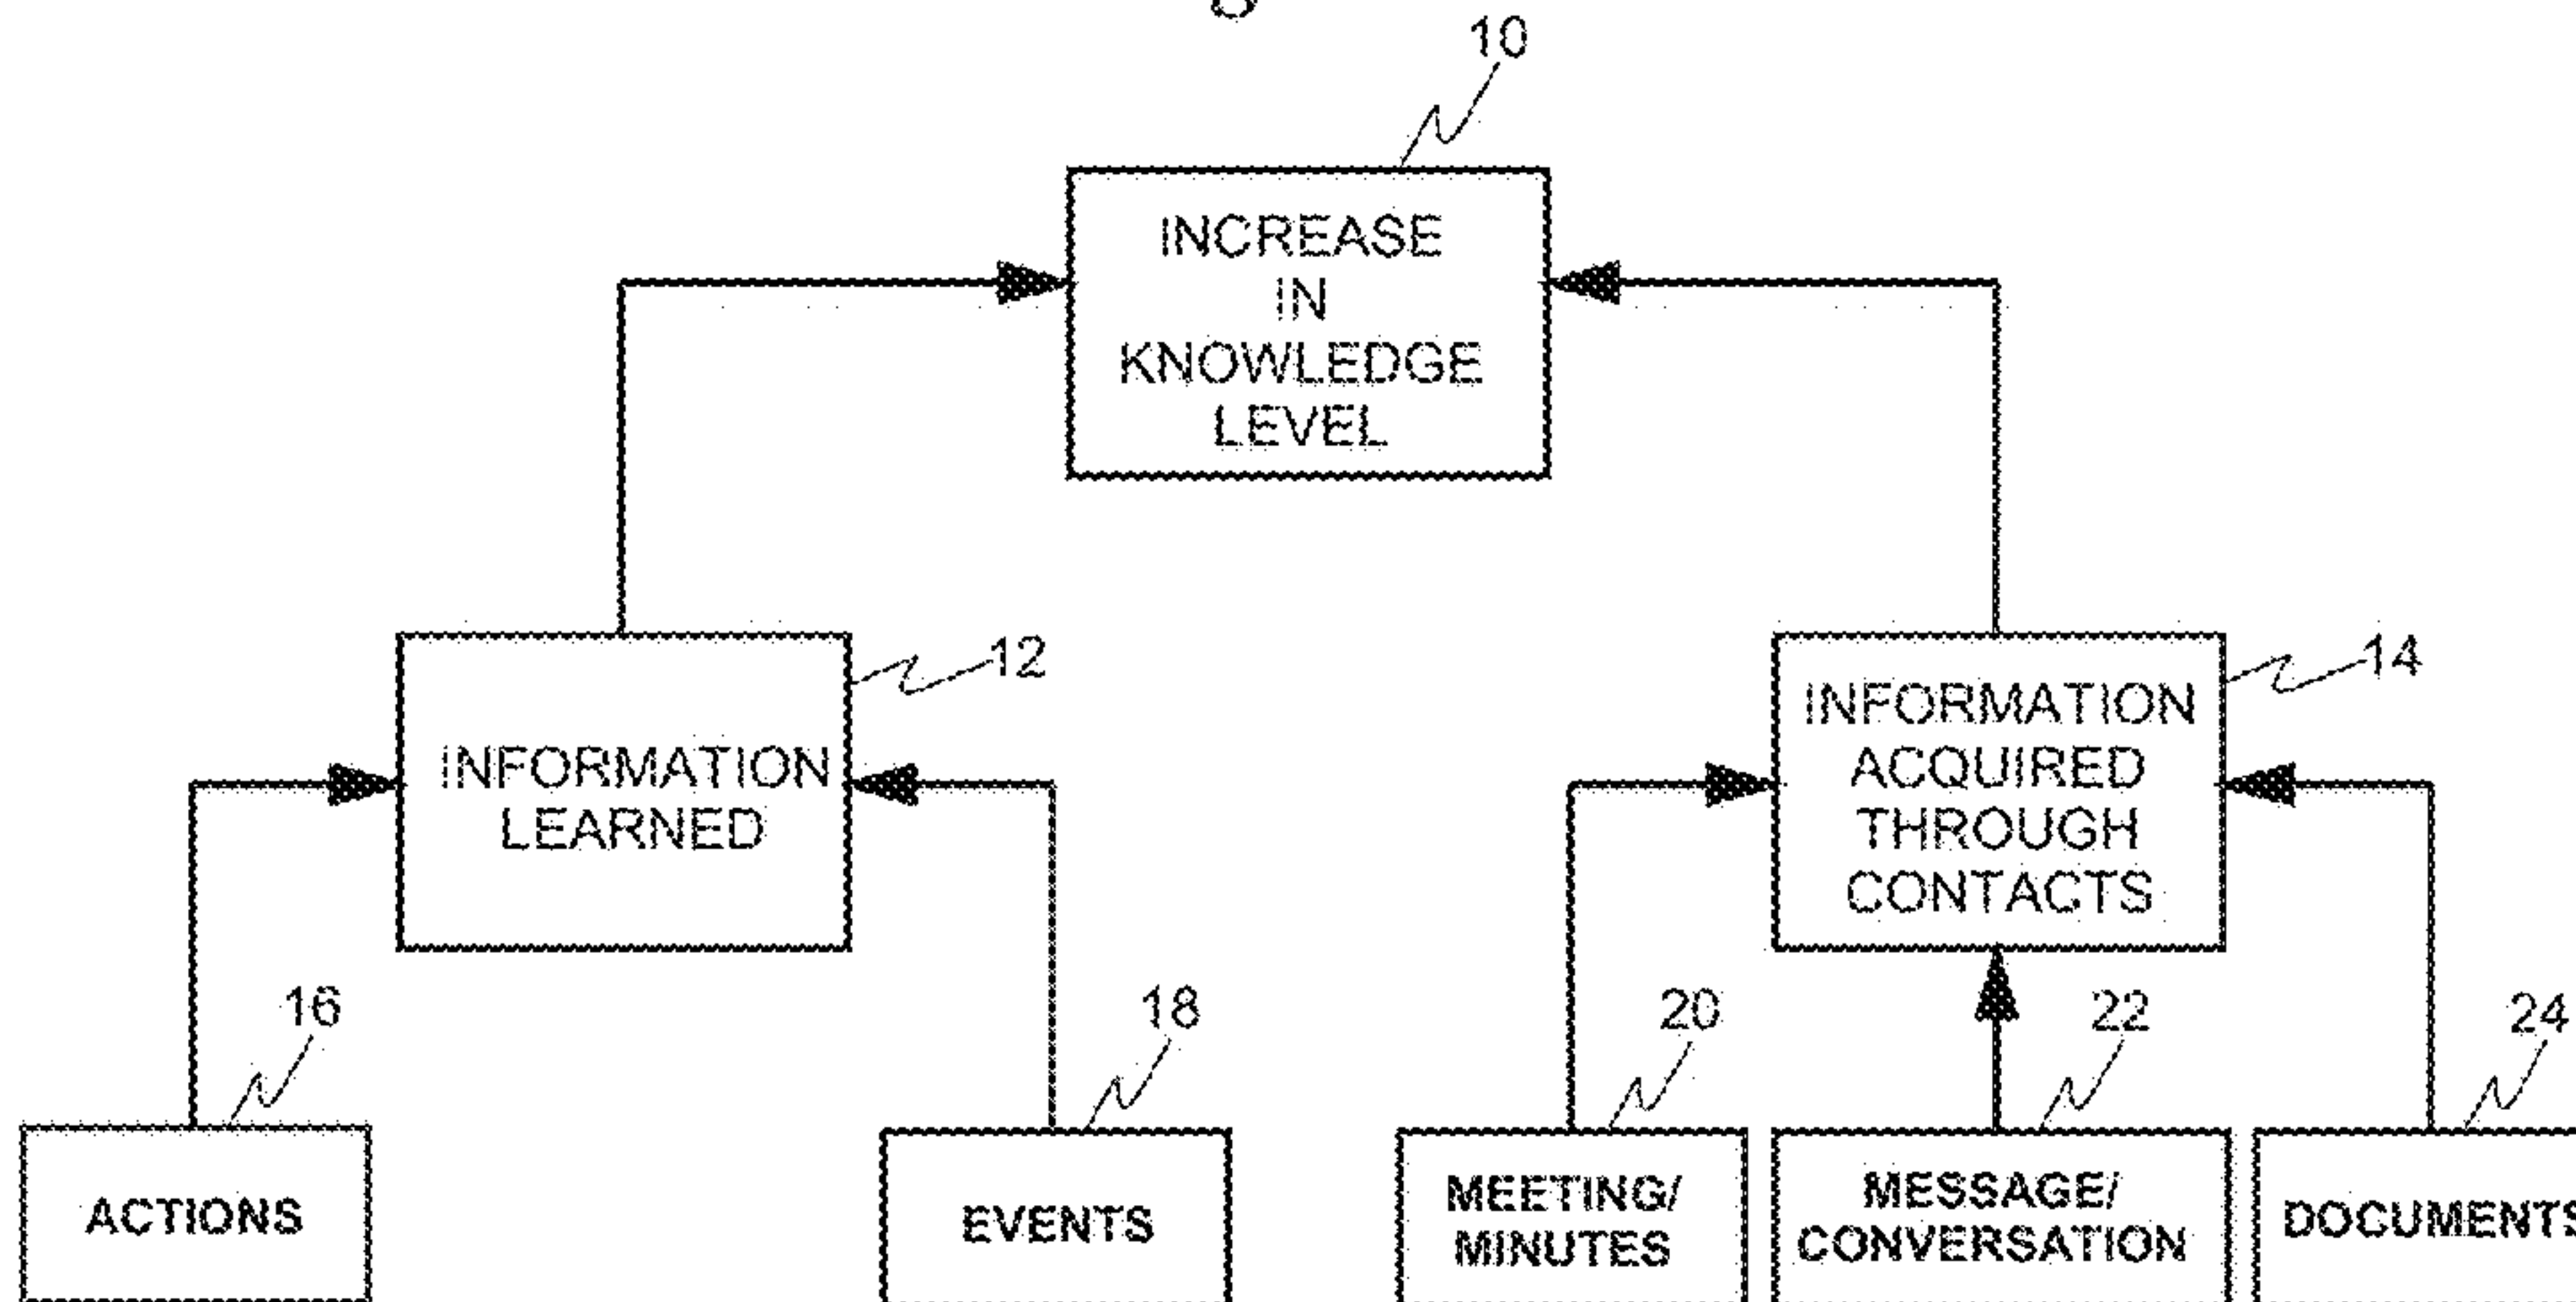 10
INCREASE
IN
KNOWLEDGE
LEVEL
12
14
INFORMATION
LEARNED
INFORMATION
ACQUIRED
THROUGH
CONTACTS
16
18
20
22
24
ACTIONS
EVENTS
MEETING/
MINUTES
MESSAGE/
CONVERSATION
DOCUMENTS